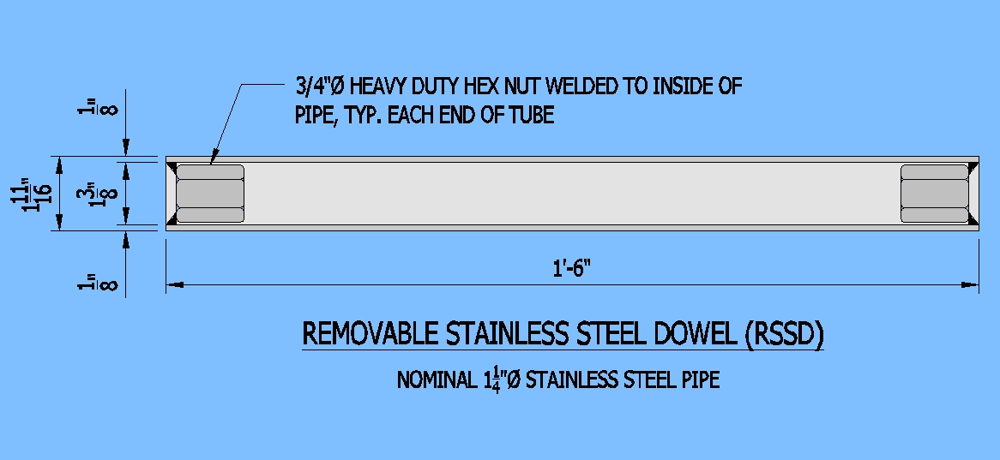 3/4"Ø HEAVY DUTY HEX NUT WELDED TO INSIDE OF
PIPE, TYP. EACH END OF TUBE
1/8"
1 11/16"
1 3/8"
1/8"
1'-6"
REMOVABLE STAINLESS STEEL DOWEL (RSSD)
NOMINAL 1 1/4"Ø STAINLESS STEEL PIPE